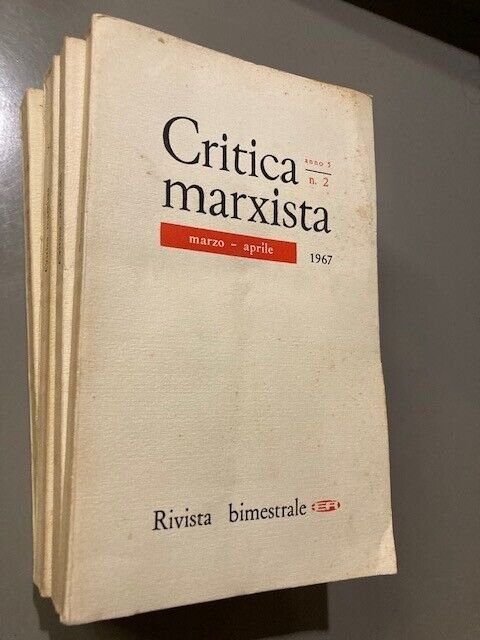 Critica
anno 5
n. 2
marxista
marzo - aprile
1967
Rivista bimestrale